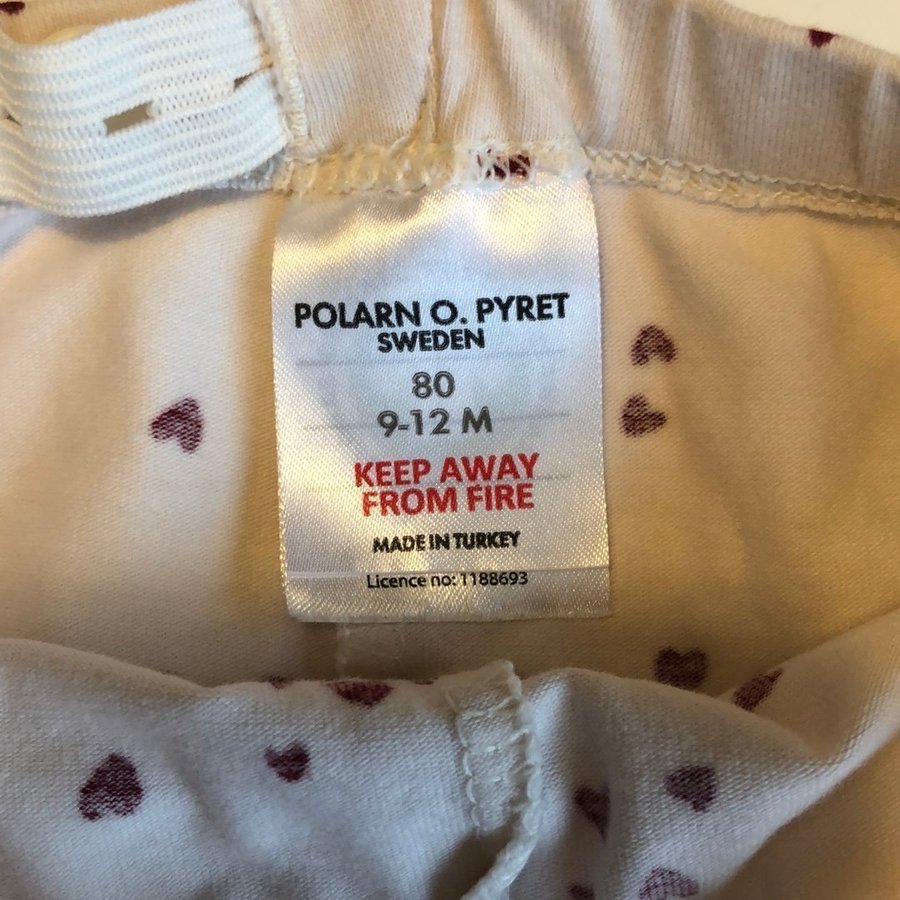 POLARN O. PYRET
SWEDEN
80
9-12 M
KEEP AWAY
FROM FIRE
MADE IN TURKEY
Licence no: 1188693